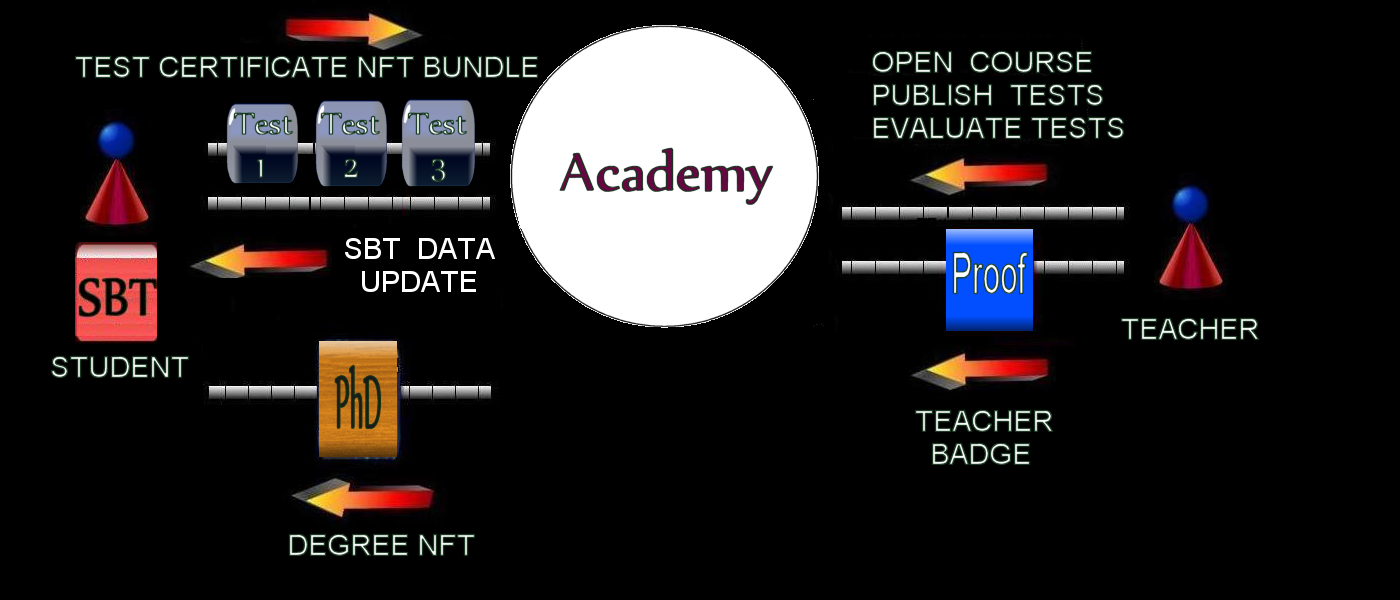 TEST CERTIFICATE NFT BUNDLE
Test
1
Test
2
Test
3
SBT DATA
UPDATE
SBT
STUDENT
PhD
DEGREE NFT
Academy
OPEN COURSE
PUBLISH TESTS
EVALUATE TESTS
Proof
TEACHER
TEACHER
BADGE